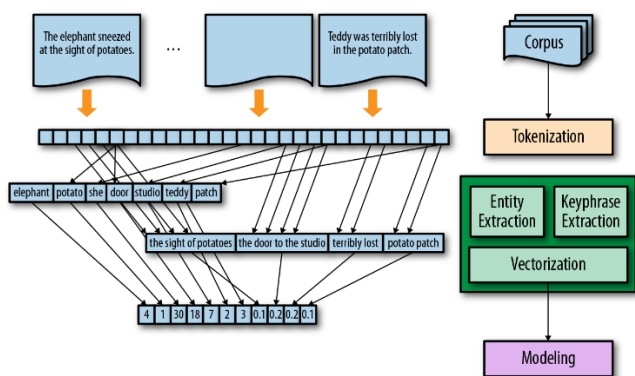 The elephant sneezed
at the sight of potatoes.
...
Teddy was terribly lost
in the potato patch.
Corpus
Tokenization
elephant potato she door studio teddy patch
Entity
Extraction
Keyphrase
Extraction
the sight of potatoes the door to the studio terribly lost potato patch
Vectorization
4 1 30 18 7 2 3 0.1 0.2 0.2 0.1
Modeling